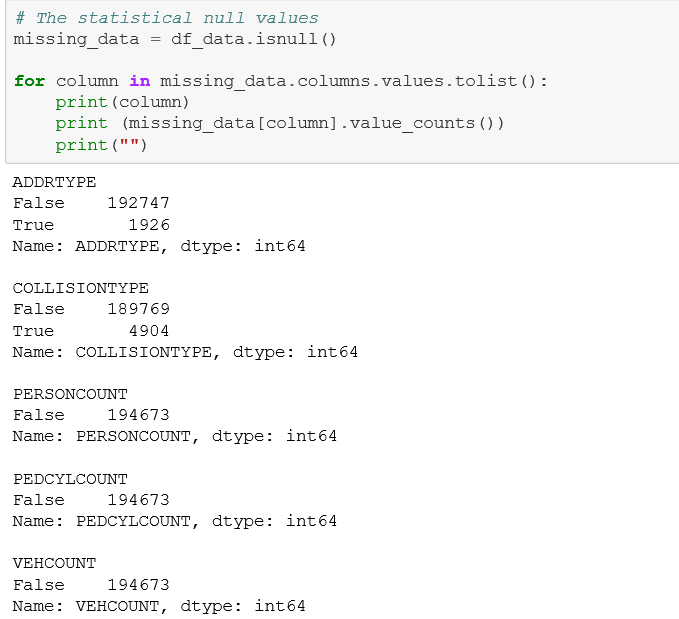 # The statistical null values
missing_data = df_data.isnull()
for column in missing_data.columns.values.tolist():
    print(column)
    print (missing_data[column].value_counts())
    print("")
ADDRTYPE
False    192747
True       1926
Name: ADDRTYPE, dtype: int64
COLLISIONTYPE
False    189769
True       4904
Name: COLLISIONTYPE, dtype: int64
PERSONCOUNT
False    194673
Name: PERSONCOUNT, dtype: int64
PEDCYLCOUNT
False    194673
Name: PEDCYLCOUNT, dtype: int64
VEHCOUNT
False    194673
Name: VEHCOUNT, dtype: int64